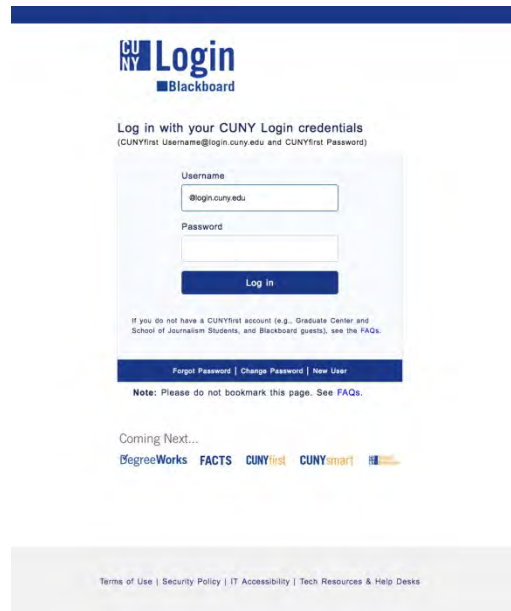 CU Login
NY
Blackboard
Log in with your CUNY Login credentials
(CUNYfirst Username@login.cuny.edu and CUNYfirst Password)
Username
@login.cuny.edu
Password
Log in
If you do not have a CUNYfirst account (e.g., Graduate Center and
School of Journalism Students, and Blackboard guests), see the FAQs.
Forgot Password | Change Password | New User
Note: Please do not bookmark this page. See FAQs.
Coming Next...
DegreeWorks FACTS CUNYfirst CUNYsmart
Terms of Use | Security Policy | IT Accessibility | Tech Resources & Help Desks